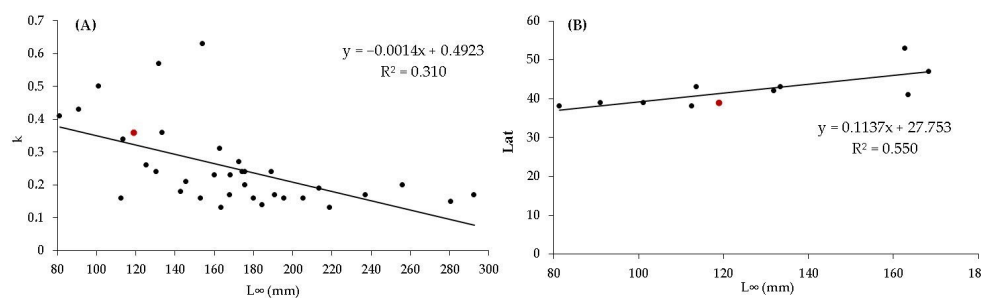 (A)
0.7
0.6
0.5
0.4
0.3
0.2
0.1
0
k
y = −0.0014x + 0.4923
R² = 0.310
80 100 120 140 160 180 200 220 240 260 280 300
L∞ (mm)
(B)
60
50
40
30
20
10
0
Lat
y = 0.1137x + 27.753
R² = 0.550
80 100 120 140 160 18
L∞ (mm)